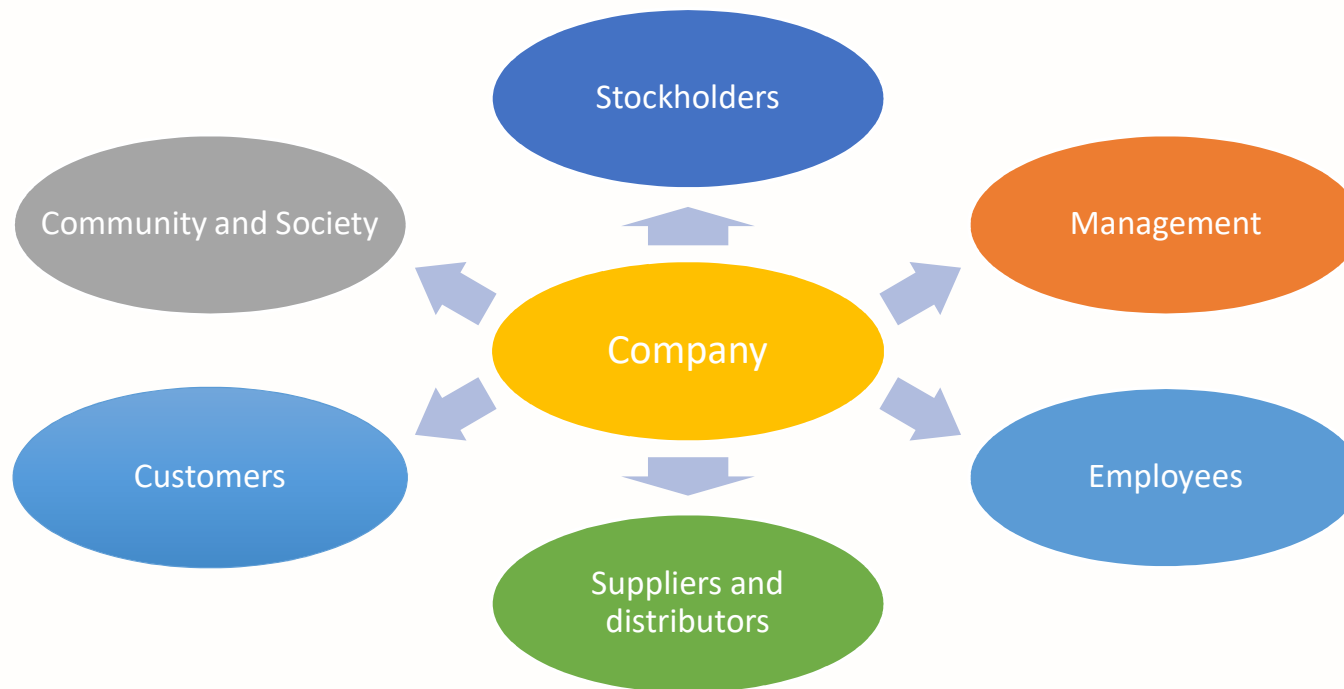 Stockholders
Community and Society
Management
Company
Customers
Employees
Suppliers and
distributors